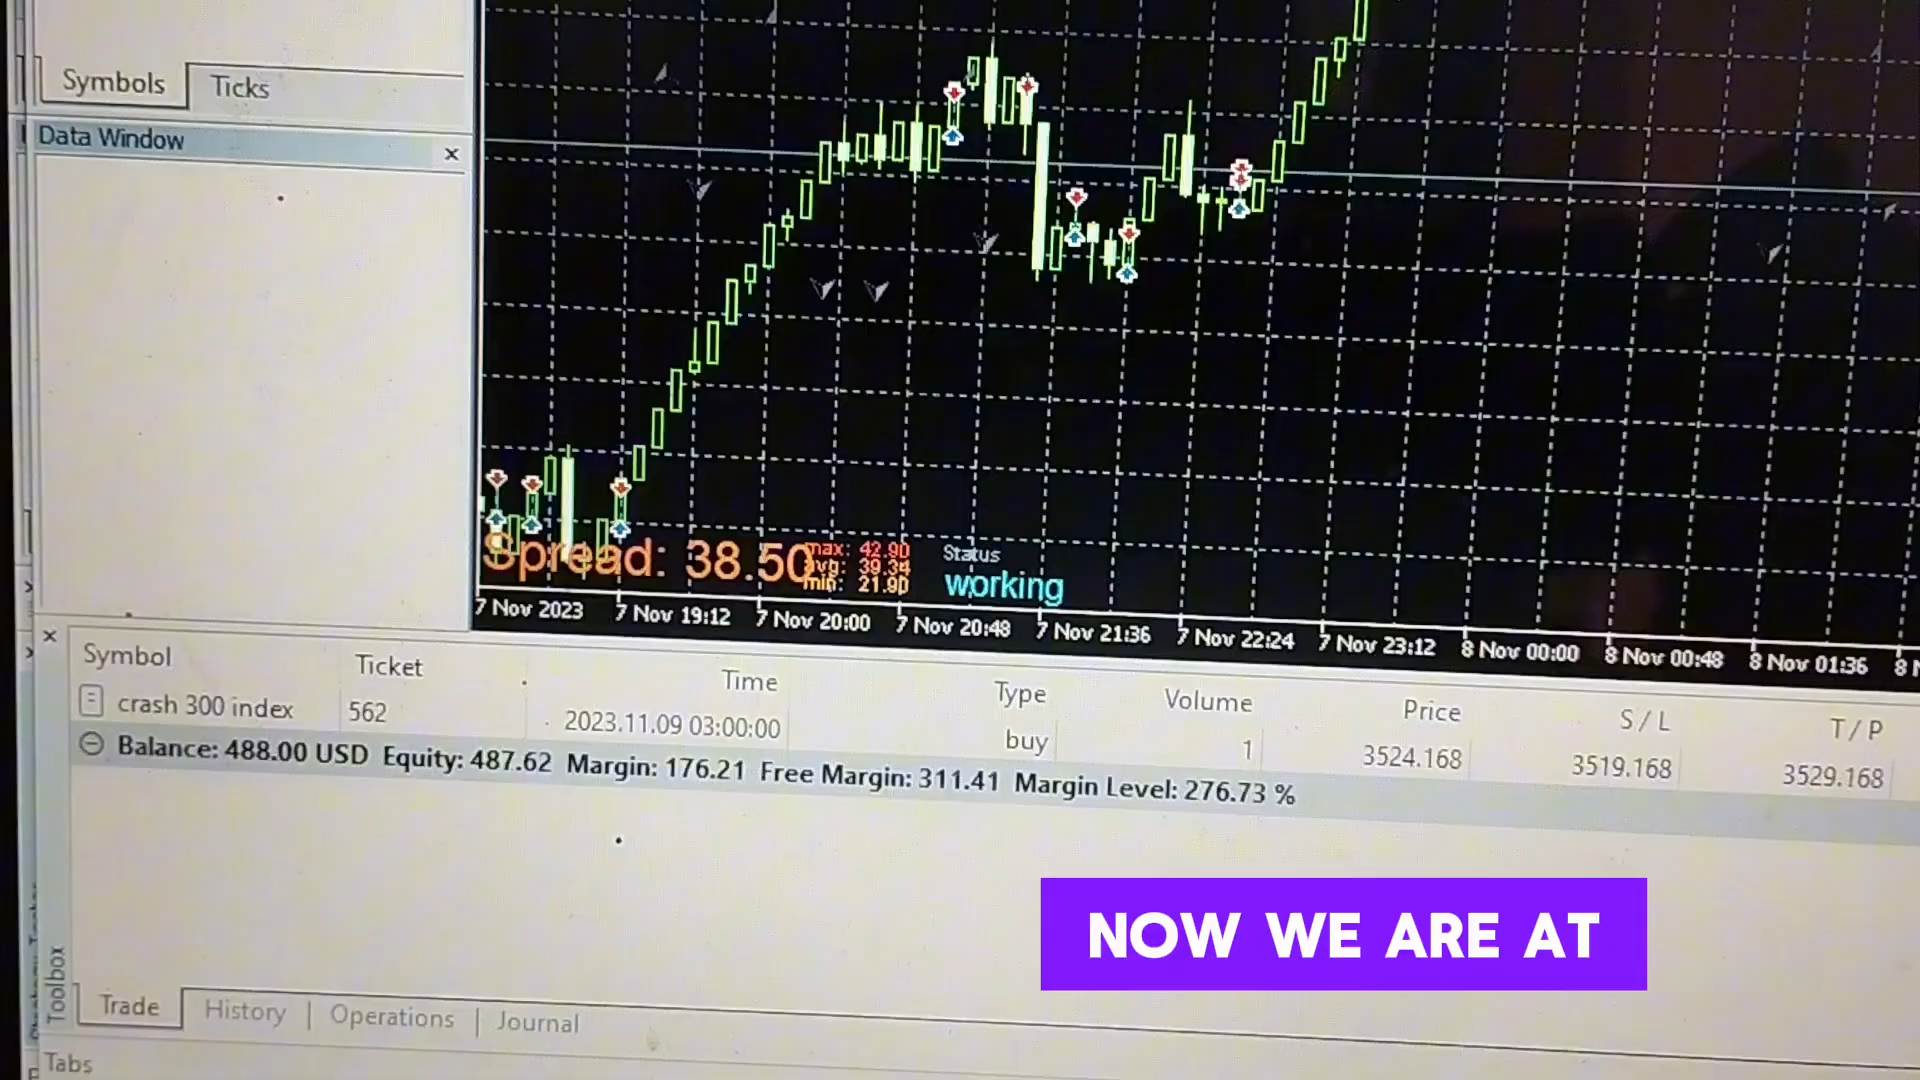 Symbols Ticks
Data Window
Spread: 38.50
max: 42.90
avg: 39.34
min: 21.90
Status
working
7 Nov 2023 7 Nov 19:12 7 Nov 20:00 7 Nov 20:48 7 Nov 21:36 7 Nov 22:24 7 Nov 23:12 8 Nov 00:00 8 Nov 00:48 8 Nov 01:36 8
Symbol Ticket Time Type Volume Price S / L T / P
crash 300 index 562 2023.11.09 03:00:00 buy 1 3524.168 3519.168 3529.168
Balance: 488.00 USD Equity: 487.62 Margin: 176.21 Free Margin: 311.41 Margin Level: 276.73 %
NOW WE ARE AT
Toolbox
Trade History Operations Journal
Tabs